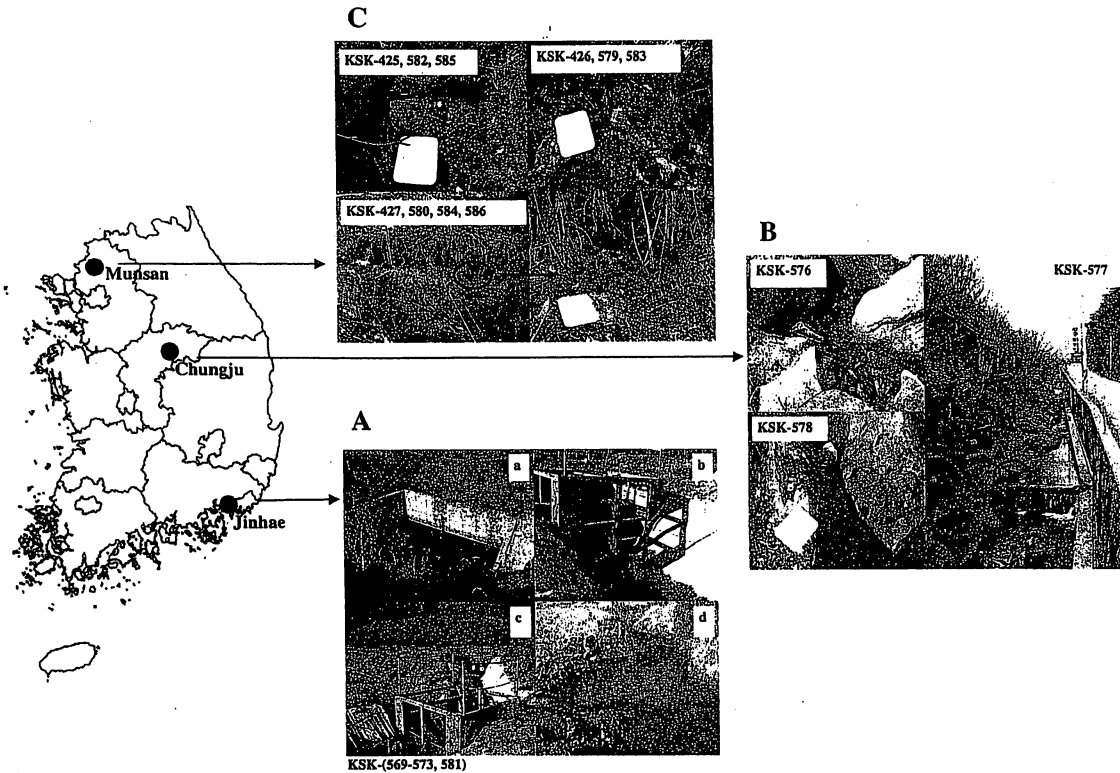 C
KSK-425, 582, 585
KSK-426, 579, 583
KSK-427, 580, 584, 586
Munsan
Chungju
Jinhae
B
KSK-576
KSK-577
KSK-578
A
a
b
c
d
KSK-(569-573, 581)